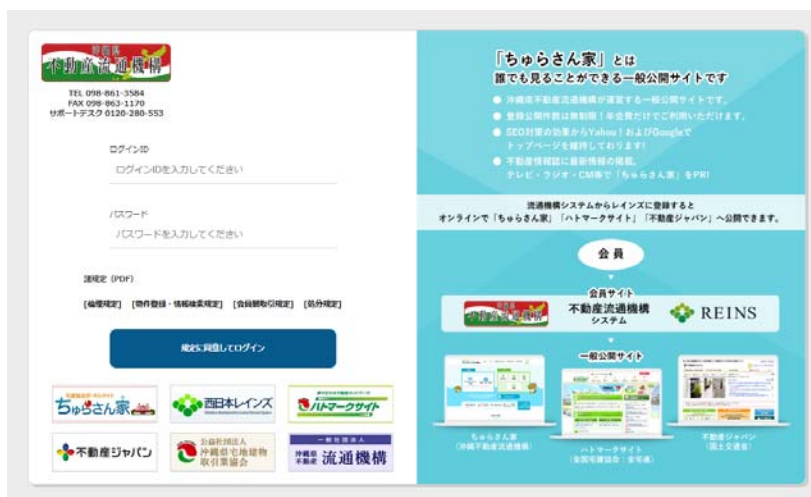 沖縄県
不動産流通機構
TEL 098-861-3584
FAX 098-863-1170
サポートデスク 0120-280-553
ログインID
ログインIDを入力してください
パスワード
パスワードを入力してください
諸規定（PDF）
[倫理規定] [物件登録・情報検索規定] [会員間取引規定] [処分規定]
規定に同意してログイン
ちゅらさん家
西日本レインズ
ハトマークサイト
不動産ジャパン
公益社団法人
沖縄県宅地建物
取引業協会
一般社団法人
沖縄県
不動産 流通機構
「ちゅらさん家」とは
誰でも見ることができる一般公開サイトです
● 沖縄県不動産流通機構が運営する一般公開サイトです。
● 登録公開件数は無制限！年会費だけでご利用いただけます。
● SEO対策の効果からYahoo！およびGoogleで
トップページを維持しております!
● 不動産情報誌に最新情報の掲載。
テレビ・ラジオ・CM等で「ちゅらさん家」をPR!
流通機構システムからレインズに登録すると
オンラインで「ちゅらさん家」「ハトマークサイト」「不動産ジャパン」へ公開できます。
会員
会員サイト
沖縄県
不動産流通機構
不動産流通機構
システム
REINS
一般公開サイト
ちゅらさん家
（沖縄不動産流通機構）
ハトマークサイト
（全国宅建協会：全宅連）
不動産ジャパン
（国土交通省）